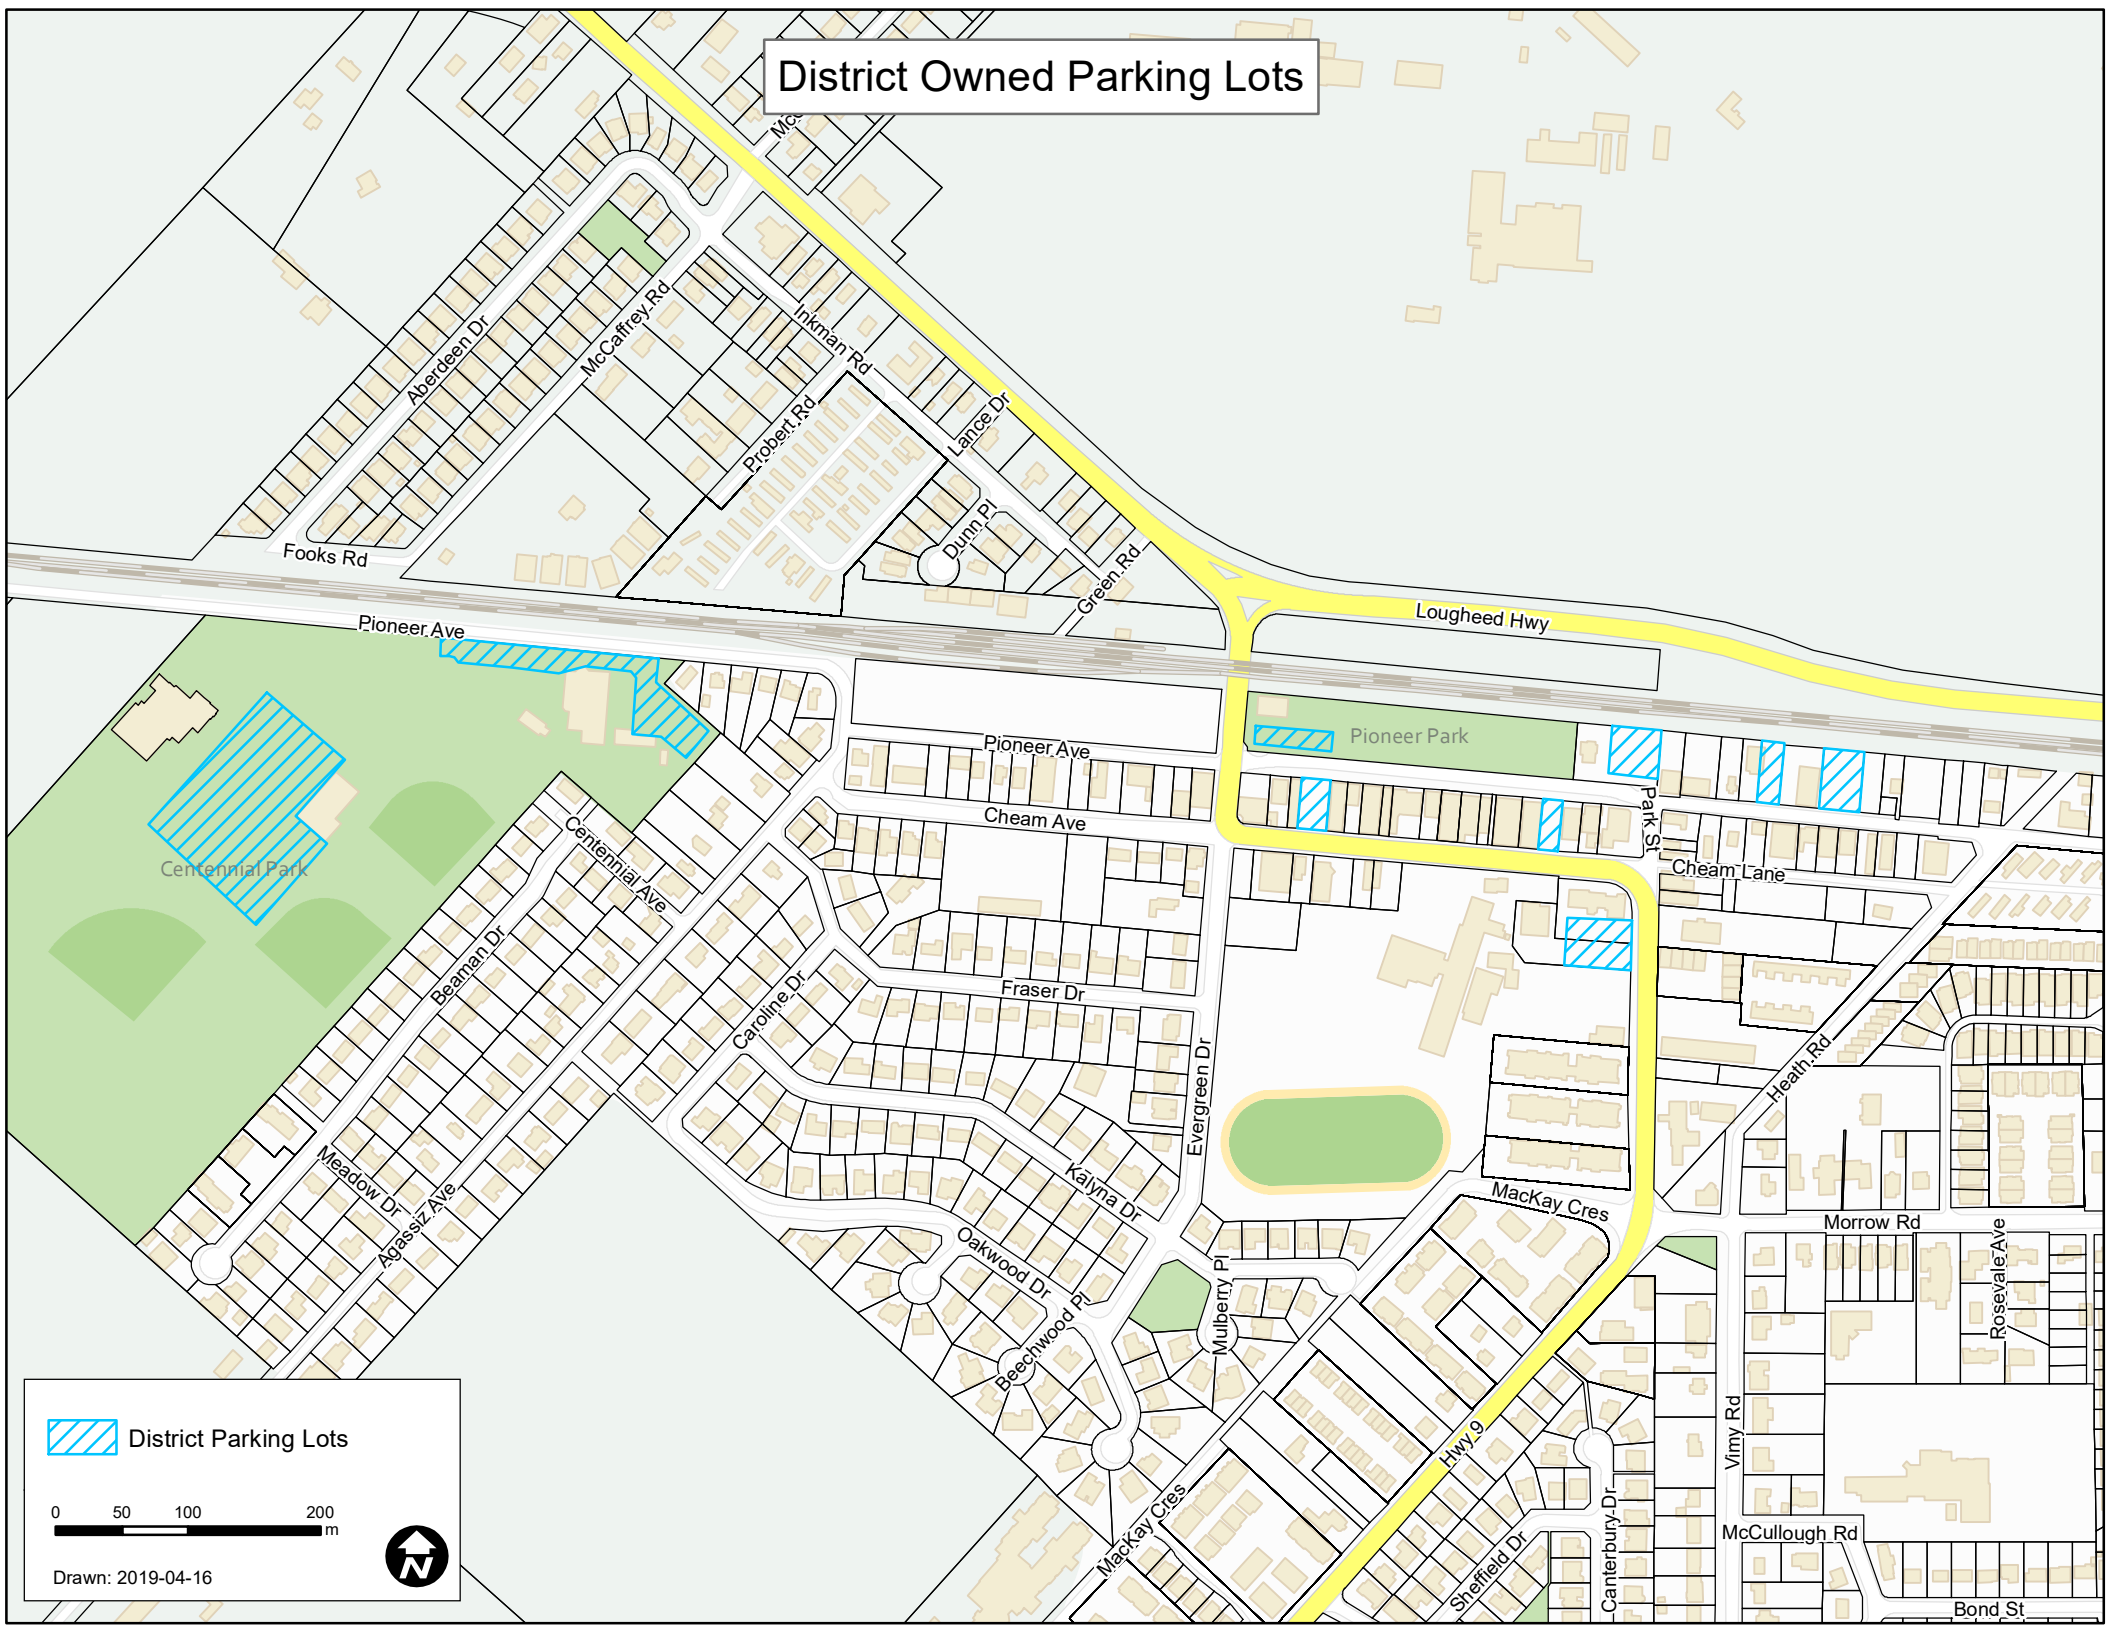 District Owned Parking Lots
Inkman Rd
McCaffrey Rd
Aberdeen Dr
Lance Dr
Probert Rd
Dunn Pl
Fooks Rd
Green Rd
Lougheed Hwy
Pioneer Ave
Pioneer Park
Pioneer Ave
Cheam Ave
Park St
Cheam Lane
Centennial Park
Centennial Ave
Beaman Dr
Caroline Dr
Fraser Dr
Heath Rd
Evergreen Dr
Kalyna Dr
Meadow Dr
Agassiz Ave
MacKay Cres
Morrow Rd
Oakwood Dr
Rosevale Ave
Mulberry Pl
Beechwood Pl
Hwy 9
Vimy Rd
MacKay Cres
Sheffield Dr
Canterbury Dr
McCullough Rd
Bond St
District Parking Lots
0 50 100 200
m
N
Drawn: 2019-04-16